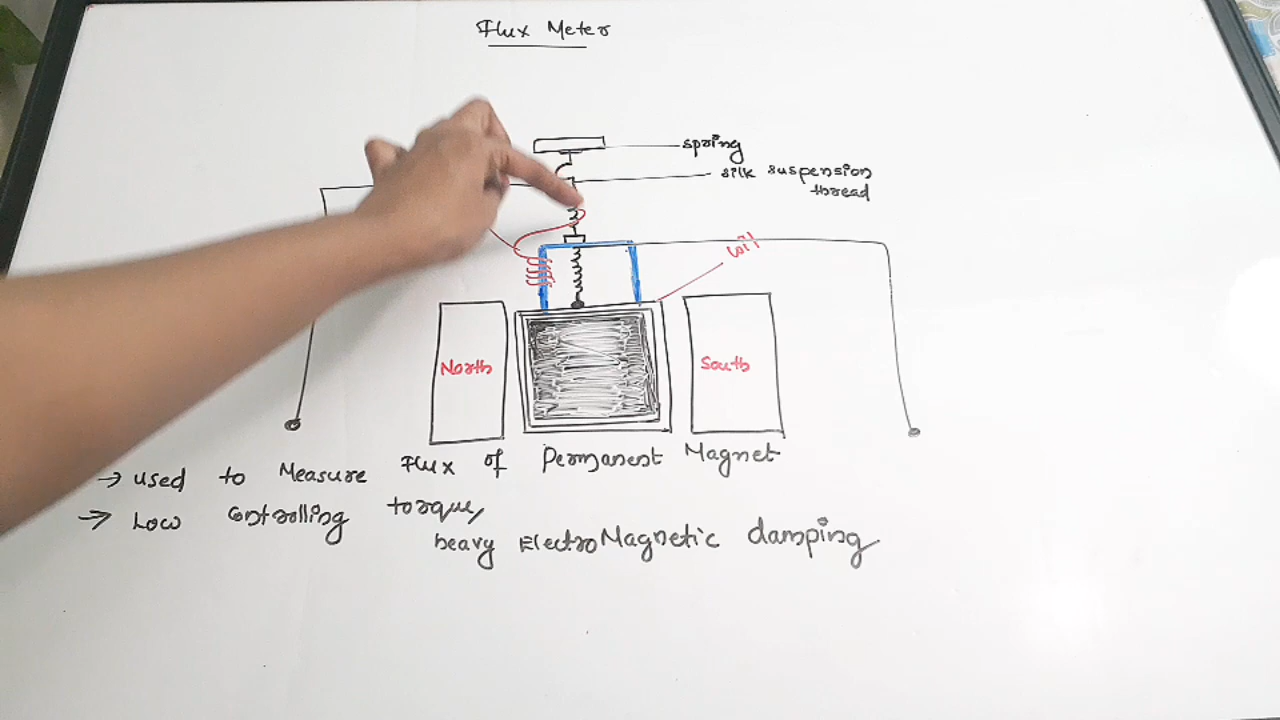 Flux Meter
spring
silk suspension
thread
coil
North
South
→ used to Measure Flux of Permanent Magnet
→ Low controlling torque,
heavy ElectroMagnetic damping